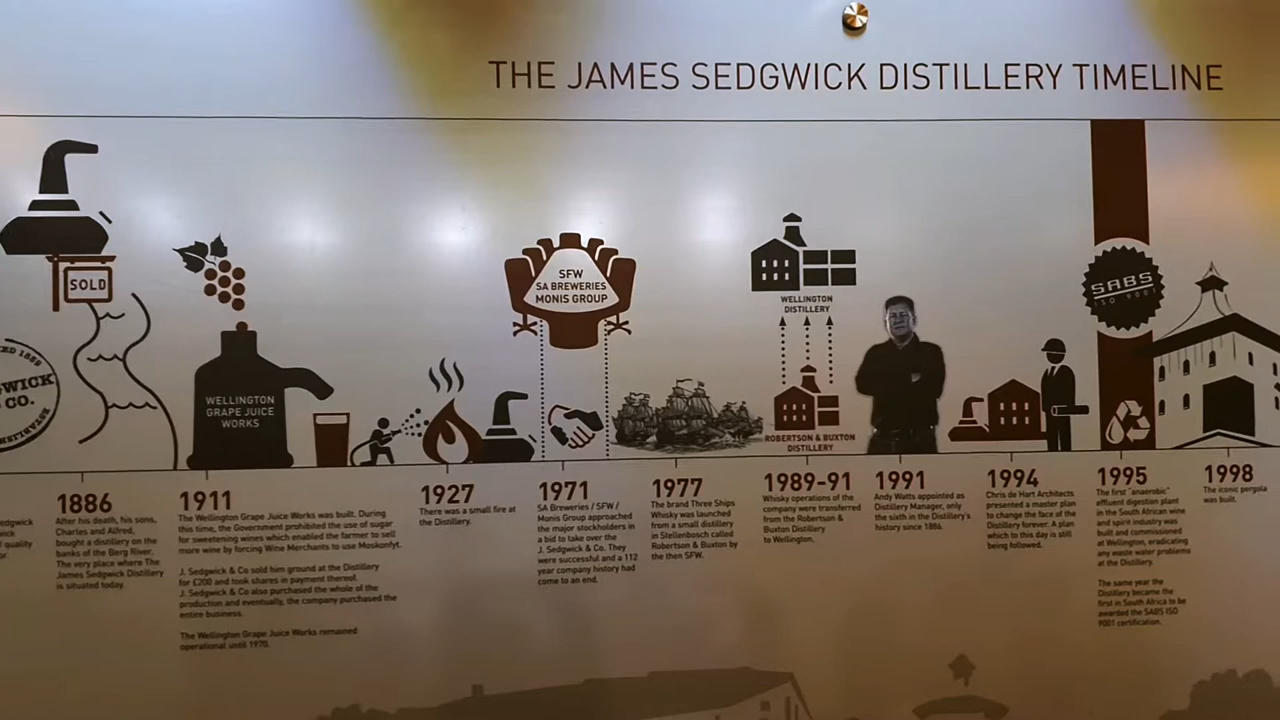 THE JAMES SEDGWICK DISTILLERY TIMELINE
SOLD
WICK
CO.
WELLINGTON
GRAPE JUICE
WORKS
SFW
SA BREWERIES
MONIS GROUP
WELLINGTON
DISTILLERY
ROBERTSON & BUXTON
DISTILLERY
SABS
ISO 9001
quality
1886
After his death, his sons,
Charles and Alfred,
bought a distillery on the
banks of the Berg River.
The very place where The
James Sedgwick Distillery
is situated today.
1911
The Wellington Grape Juice Works was built. During
this time, the Government prohibited the use of sugar
for sweetening wines which enabled the farmer to sell
more wine by forcing Wine Merchants to use Moskonfyt.
J. Sedgwick & Co sold him ground at the Distillery
for £200 and took shares in payment thereof.
J. Sedgwick & Co also purchased the whole of the
production and eventually, the company purchased the
entire business.
The Wellington Grape Juice Works remained
operational until 1970.
1927
There was a small fire at
the Distillery.
1971
SA Breweries / SFW /
Monis Group approached
the major stockholders in
a bid to take over the
J. Sedgwick & Co. They
were successful and a 112
year company history had
come to an end.
1977
The brand Three Ships
Whisky was launched
from a small distillery
in Stellenbosch called
Robertson & Buxton by
the then SFW.
1989-91
Whisky operations of the
company were transferred
from the Robertson &
Buxton Distillery
to Wellington.
1991
Andy Watts appointed as
Distillery Manager, only
the sixth in the Distillery's
history since 1886.
1994
Chris de Hart Architects
presented a master plan
to change the face of the
Distillery forever. A plan
which to this day is still
being followed.
1995
The first "anaerobic"
effluent digestion plant
in the South African wine
and spirit industry was
built and commissioned
at Wellington, eradicating
any waste water problems
at the Distillery.
The same year the
Distillery became the
first in South Africa to be
awarded the SABS ISO
9001 certification.
1998
The iconic pergola
was built.